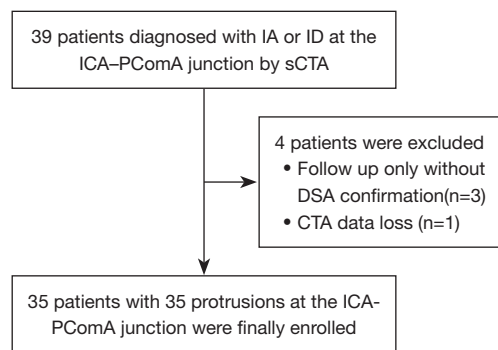 39 patients diagnosed with IA or ID at the
ICA–PComA junction by sCTA
4 patients were excluded
• Follow up only without
DSA confirmation(n=3)
• CTA data loss (n=1)
35 patients with 35 protrusions at the ICA-
PComA junction were finally enrolled